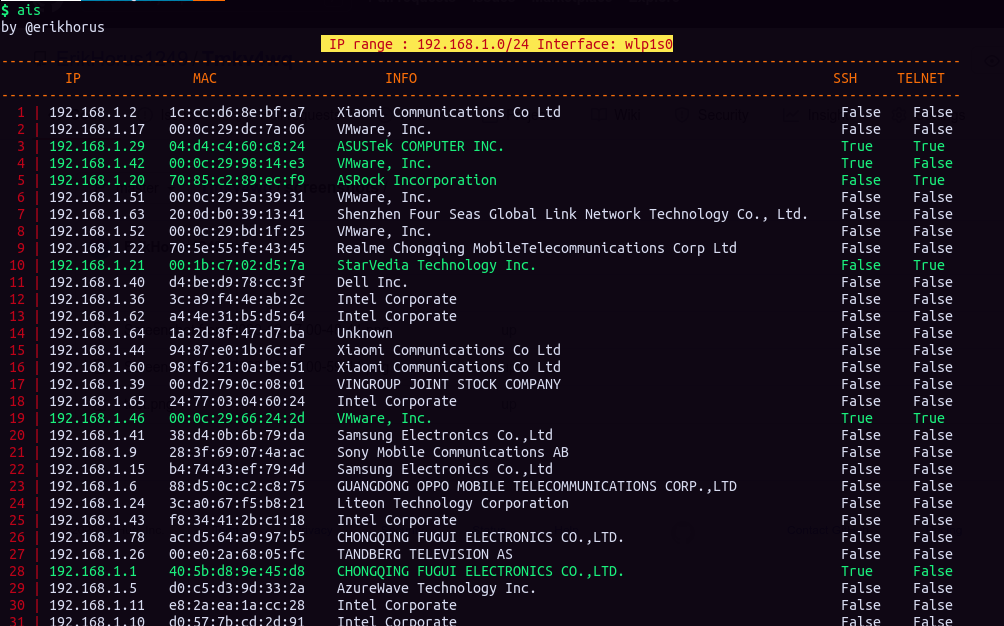 $ ais
by @erikhorus
IP range : 192.168.1.0/24 Interface: wlp1s0
IP MAC INFO SSH TELNET
1 | 192.168.1.2 1c:cc:d6:8e:bf:a7 Xiaomi Communications Co Ltd False False
2 | 192.168.1.17 00:0c:29:dc:7a:06 VMware, Inc. False False
3 | 192.168.1.29 04:d4:c4:60:c8:24 ASUSTek COMPUTER INC. True True
4 | 192.168.1.42 00:0c:29:98:14:e3 VMware, Inc. True False
5 | 192.168.1.20 70:85:c2:89:ec:f9 ASRock Incorporation False True
6 | 192.168.1.51 00:0c:29:5a:39:31 VMware, Inc. False False
7 | 192.168.1.63 20:0d:b0:39:13:41 Shenzhen Four Seas Global Link Network Technology Co., Ltd. False False
8 | 192.168.1.52 00:0c:29:bd:1f:25 VMware, Inc. False False
9 | 192.168.1.22 70:5e:55:fe:43:45 Realme Chongqing MobileTelecommunications Corp Ltd False False
10 | 192.168.1.21 00:1b:c7:02:d5:7a StarVedia Technology Inc. False True
11 | 192.168.1.40 d4:be:d9:78:cc:3f Dell Inc. False False
12 | 192.168.1.36 3c:a9:f4:4e:ab:2c Intel Corporate False False
13 | 192.168.1.62 a4:4e:31:b5:d5:64 Intel Corporate False False
14 | 192.168.1.64 1a:2d:8f:47:d7:ba Unknown False False
15 | 192.168.1.44 94:87:e0:1b:6c:af Xiaomi Communications Co Ltd False False
16 | 192.168.1.60 98:f6:21:0a:be:51 Xiaomi Communications Co Ltd False False
17 | 192.168.1.39 00:d2:79:0c:08:01 VINGROUP JOINT STOCK COMPANY False False
18 | 192.168.1.65 24:77:03:04:60:24 Intel Corporate False False
19 | 192.168.1.46 00:0c:29:66:24:2d VMware, Inc. True True
20 | 192.168.1.41 38:d4:0b:6b:79:da Samsung Electronics Co.,Ltd False False
21 | 192.168.1.9 28:3f:69:07:4a:ac Sony Mobile Communications AB False False
22 | 192.168.1.15 b4:74:43:ef:79:4d Samsung Electronics Co.,Ltd False False
23 | 192.168.1.6 88:d5:0c:c2:c8:75 GUANGDONG OPPO MOBILE TELECOMMUNICATIONS CORP.,LTD False False
24 | 192.168.1.24 3c:a0:67:f5:b8:21 Liteon Technology Corporation False False
25 | 192.168.1.43 f8:34:41:2b:c1:18 Intel Corporate False False
26 | 192.168.1.78 ac:d5:64:a9:97:b5 CHONGQING FUGUI ELECTRONICS CO.,LTD. False False
27 | 192.168.1.26 00:e0:2a:68:05:fc TANDBERG TELEVISION AS False False
28 | 192.168.1.1 40:5b:d8:9e:45:d8 CHONGQING FUGUI ELECTRONICS CO.,LTD. True False
29 | 192.168.1.5 d0:c5:d3:9d:33:2a AzureWave Technology Inc. False False
30 | 192.168.1.11 e8:2a:ea:1a:cc:28 Intel Corporate False False
31 | 192.168.1.10 d0:57:7b:cd:2d:91 Intel Corporate False False